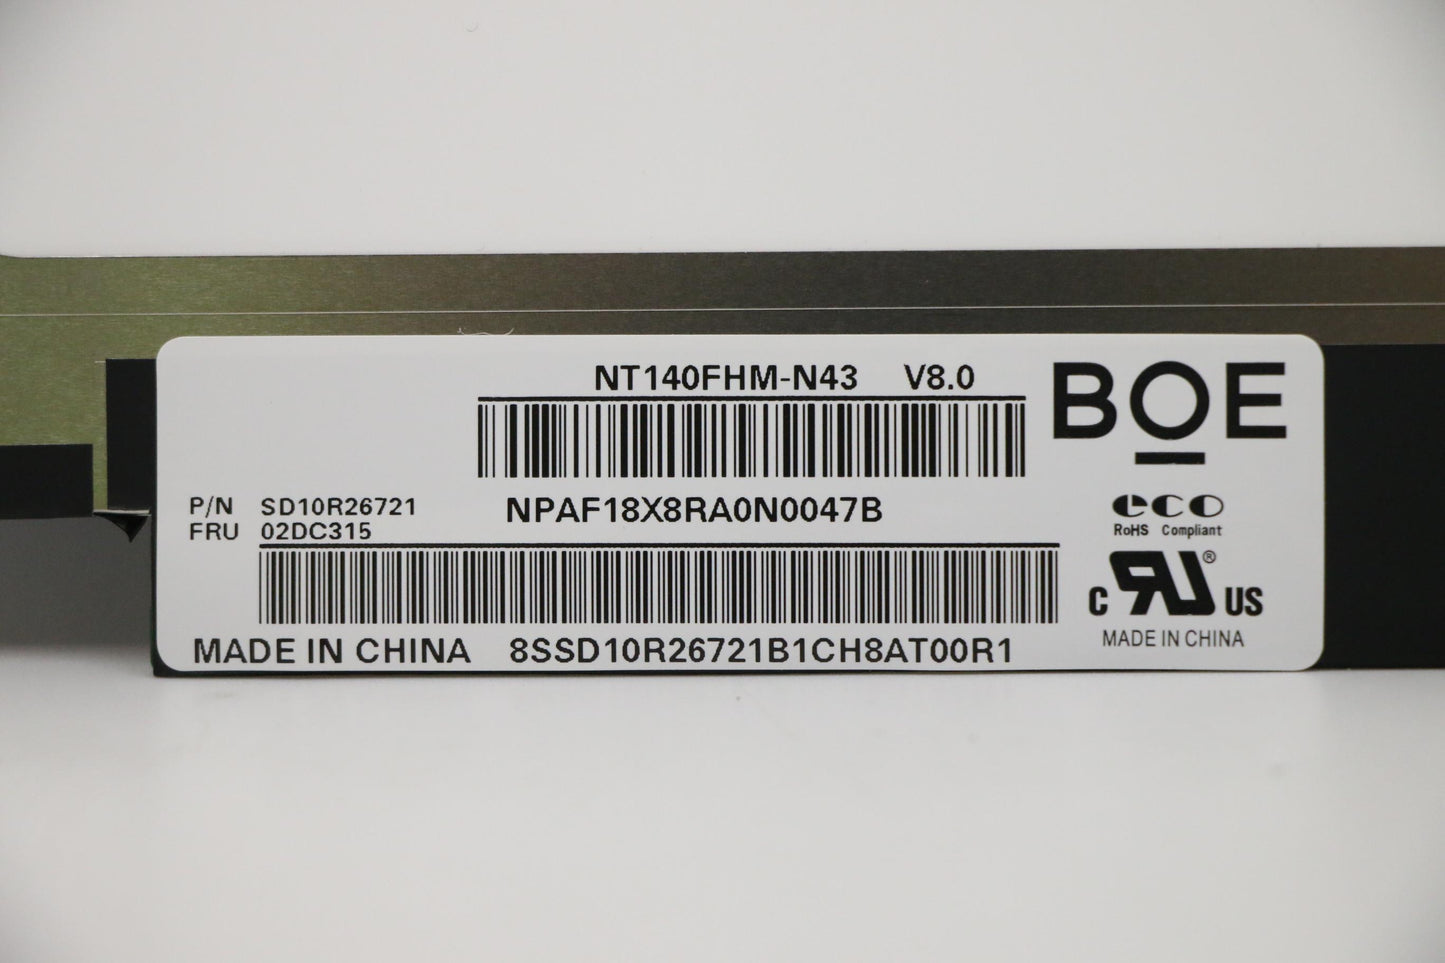 NT140FHM-N43 V8.0
BOE
P/N SD10R26721
NPAF18X8RA0N0047B
FRU 02DC315
eco
RoHS Compliant
C RU ® US
MADE IN CHINA 8SSD10R26721B1CH8AT00R1
MADE IN CHINA